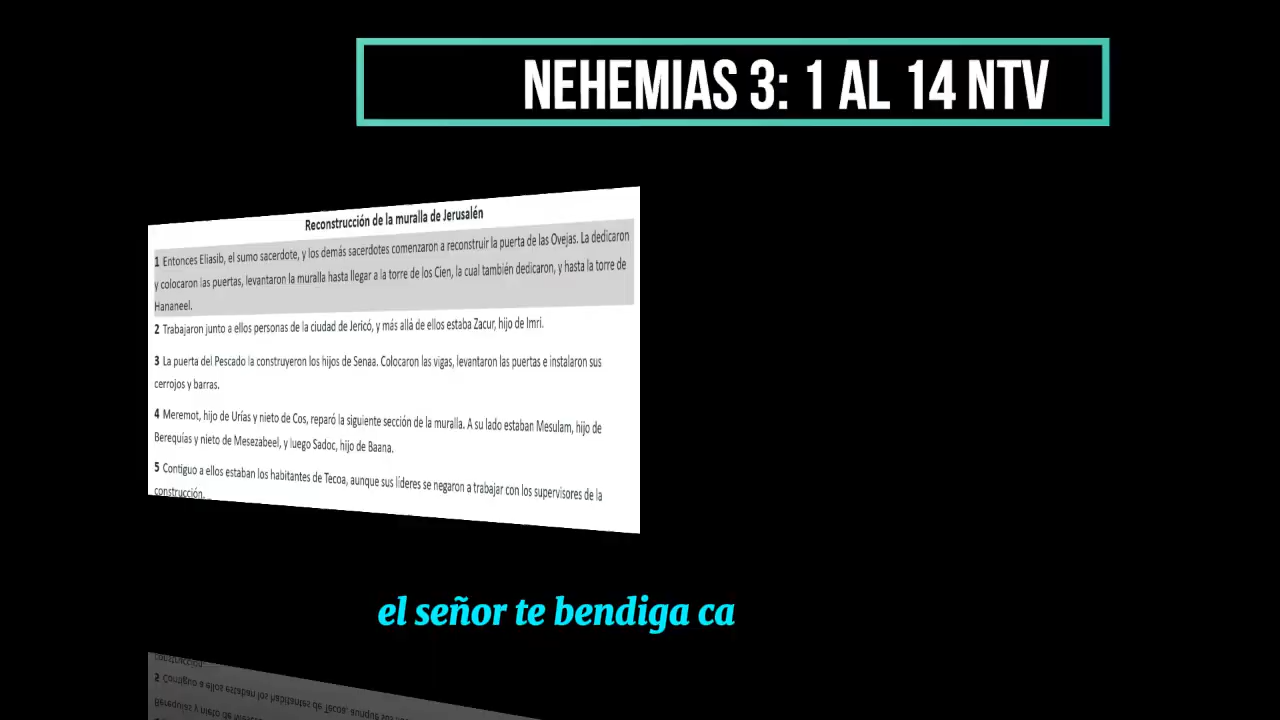 NEHEMIAS 3: 1 AL 14 NTV
Reconstrucción de la muralla de Jerusalén
1 Entonces Eliasib, el sumo sacerdote, y los demás sacerdotes comenzaron a reconstruir la puerta de las Ovejas. La dedicaron
y colocaron las puertas, levantaron la muralla hasta llegar a la torre de los Cien, la cual también dedicaron, y hasta la torre de
Hananeel.
2 Trabajaron junto a ellos personas de la ciudad de Jericó, y más allá de ellos estaba Zacur, hijo de Imri.
3 La puerta del Pescado la construyeron los hijos de Senaa. Colocaron las vigas, levantaron las puertas e instalaron sus
cerrojos y barras.
4 Meremot, hijo de Urías y nieto de Cos, reparó la siguiente sección de la muralla. A su lado estaban Mesulam, hijo de
Berequías y nieto de Mesezabeel, y luego Sadoc, hijo de Baana.
5 Contiguo a ellos estaban los habitantes de Tecoa, aunque sus líderes se negaron a trabajar con los supervisores de la
construcción.
el señor te bendiga ca